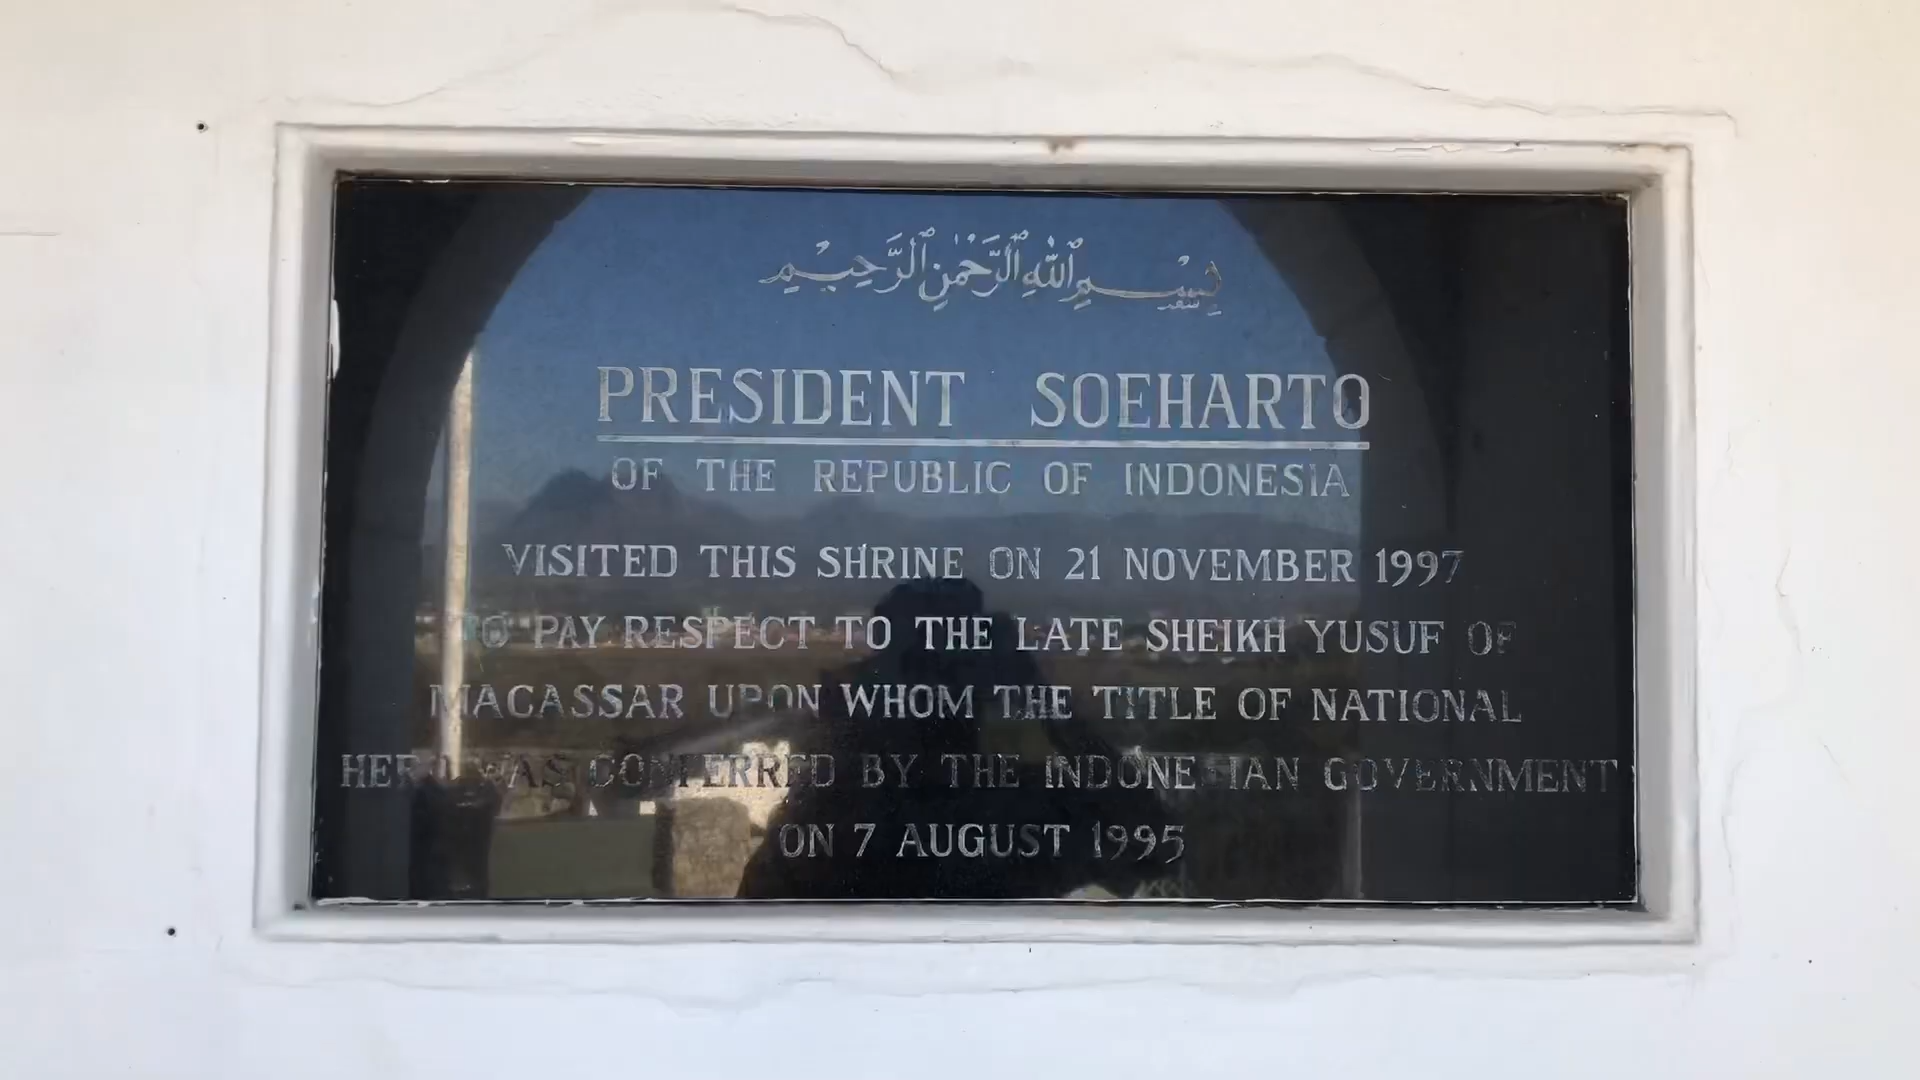 بِسْمِ اللهِ الرَّحْمٰنِ الرَّحِيْمِ
PRESIDENT SOEHARTO
OF THE REPUBLIC OF INDONESIA
VISITED THIS SHRINE ON 21 NOVEMBER 1997
TO PAY RESPECT TO THE LATE SHEIKH YUSUF OF
MACASSAR UPON WHOM THE TITLE OF NATIONAL
HERO WAS CONFERRED BY THE INDONESIAN GOVERNMENT
ON 7 AUGUST 1995